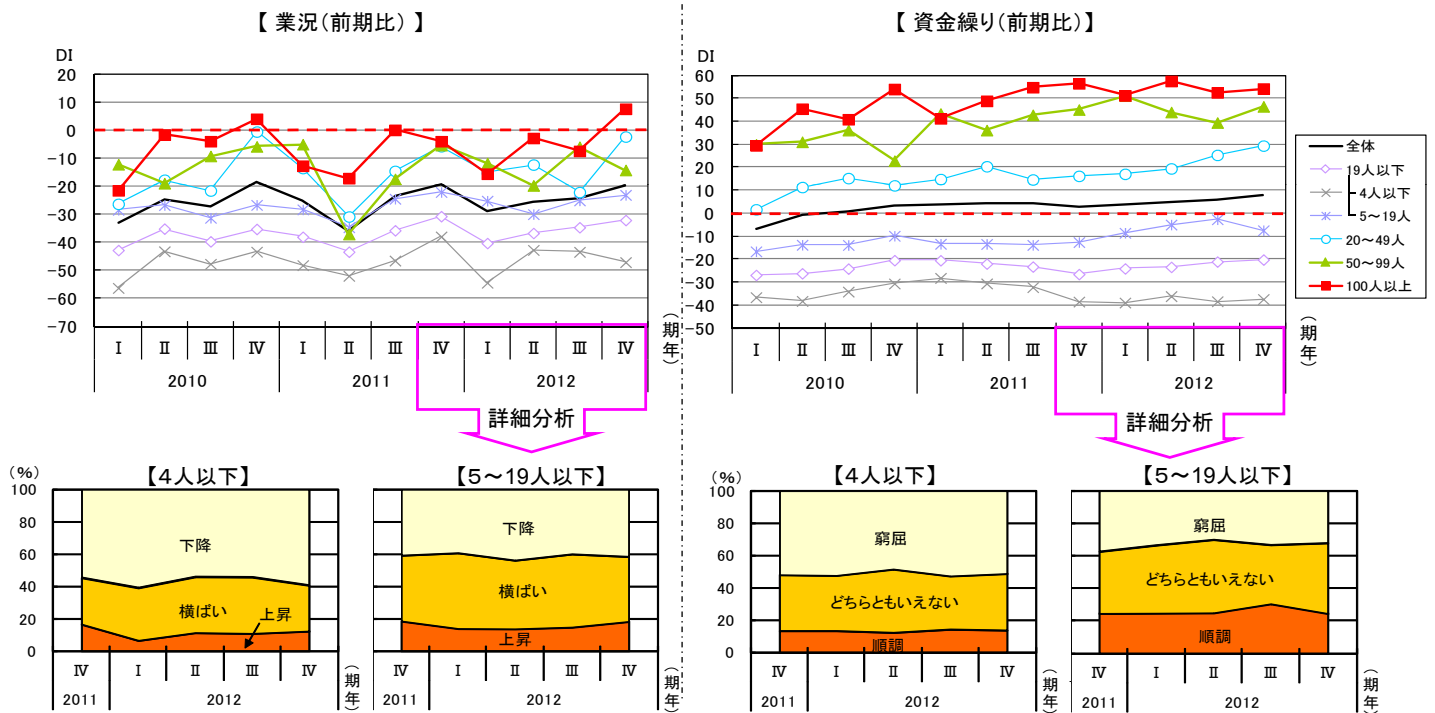 【 業況(前期比) 】
DI
20
10
0
-10
-20
-30
-40
-50
-60
-70
Ⅰ Ⅱ Ⅲ Ⅳ Ⅰ Ⅱ Ⅲ Ⅳ Ⅰ Ⅱ Ⅲ Ⅳ
2010 2011 2012
(期年)
詳細分析
【 資金繰り(前期比) 】
DI
60
50
40
30
20
10
0
-10
-20
-30
-40
-50
Ⅰ Ⅱ Ⅲ Ⅳ Ⅰ Ⅱ Ⅲ Ⅳ Ⅰ Ⅱ Ⅲ Ⅳ
2010 2011 2012
(期年)
詳細分析
全体
19人以下
4人以下
5~19人
20~49人
50~99人
100人以上
(%)
【4人以下】
100
80
60
40
20
0
下降
横ばい
上昇
Ⅳ Ⅰ Ⅱ Ⅲ Ⅳ
2011 2012
(期年)
【5~19人以下】
下降
横ばい
上昇
Ⅳ Ⅰ Ⅱ Ⅲ Ⅳ
2011 2012
(期年)
(%)
【4人以下】
100
80
60
40
20
0
窮屈
どちらともいえない
順調
Ⅳ Ⅰ Ⅱ Ⅲ Ⅳ
2011 2012
(期年)
【5~19人以下】
100
80
60
40
20
0
窮屈
どちらともいえない
順調
Ⅳ Ⅰ Ⅱ Ⅲ Ⅳ
2011 2012
(期年)